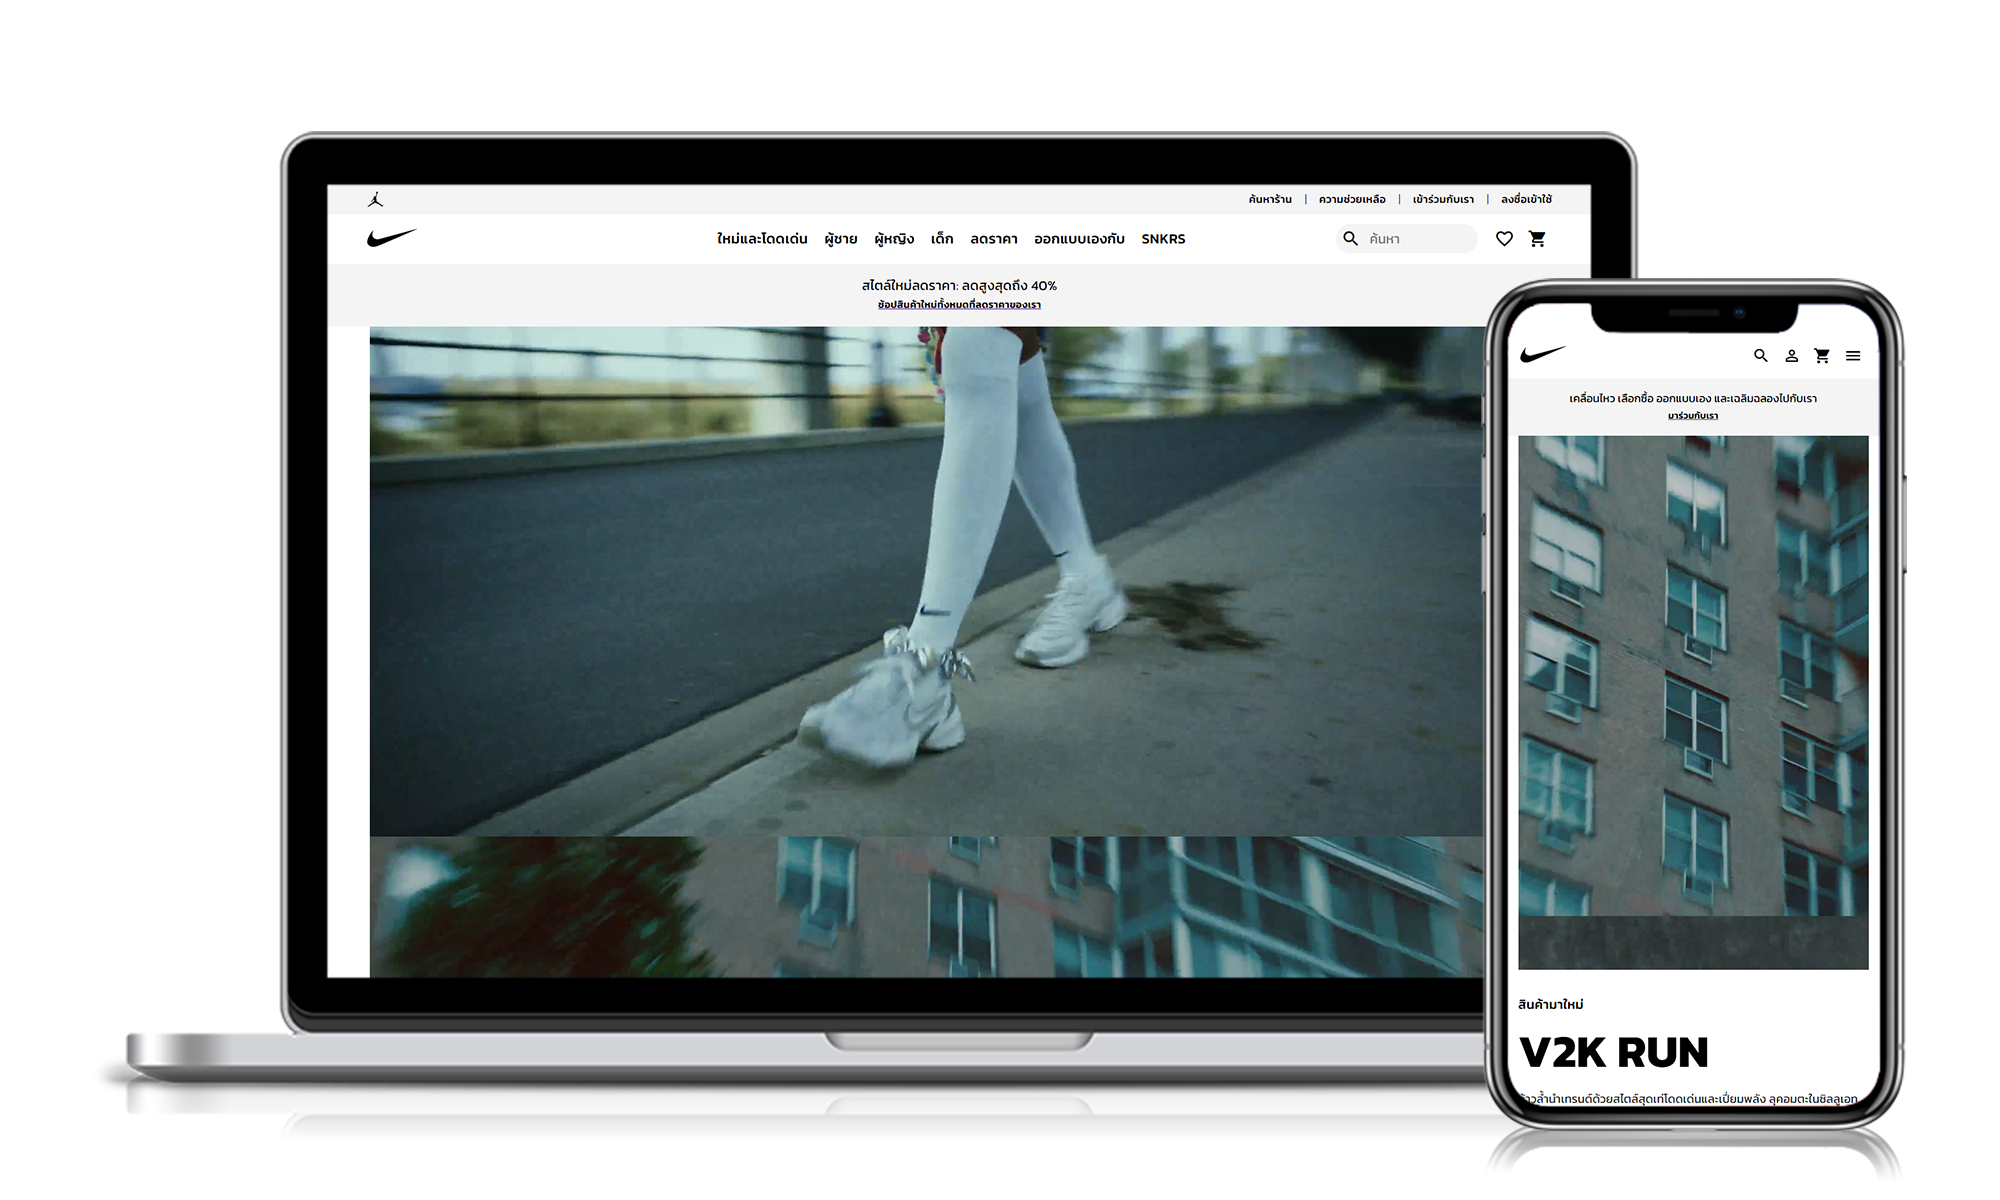 ค้นหาร้าน | ความช่วยเหลือ | เข้าร่วมกับเรา | ลงชื่อเข้าใช้
ใหม่และโดดเด่น ผู้ชาย ผู้หญิง เด็ก ลดราคา ออกแบบเองกับ SNKRS
ค้นหา
สไตล์ใหม่ลดราคา: ลดสูงสุดถึง 40%
ช้อปสินค้าใหม่ทั้งหมดที่ลดราคาของเรา
เคลื่อนไหว เลือกซื้อ ออกแบบเอง และเฉลิมฉลองไปกับเรา
มาร่วมกับเรา
สินค้ามาใหม่
V2K RUN
ล้ำนำเทรนด์ด้วยสไตล์สุดเท่โดดเด่นและเปี่ยมพลัง ลุคอมตะในซิลลูเอท